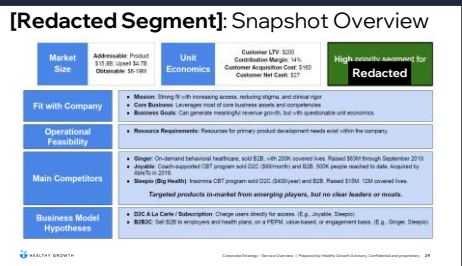 [Redacted Segment]: Snapshot Overview
Market Size
Addressable: Product $15.8B; Upsell $4.7B
Obtainable: $6-19M
Unit Economics
Customer LTV: $200
Contribution Margin: 14%
Customer Acquisition Cost: $160
Customer Net Cash: $27
High priority segment for
Redacted
Fit with Company
● Mission: Strong fit with increasing access, reducing stigma, and clinical rigor
● Core Business: Leverages most of core business assets and competencies
● Business Goals: Can generate meaningful revenue growth, but with questionable unit economics
Operational Feasibility
● Resource Requirements: Resources for primary product development needs exist within the company.
Main Competitors
● Ginger: On-demand behavioral healthcare, sold B2B, with 200K covered lives. Raised $63M through September 2019.
● Joyable: Coach-supported CBT program sold D2C ($99/month) and B2B. 500K people reached to date. Acquired by AbleTo in 2019.
● Sleepio (Big Health): Insomnia CBT program sold D2C ($400/year) and B2B. Raised $15M. 12M covered lives.
Targeted products in-market from emerging players, but no clear leaders or moats.
Business Model Hypotheses
● D2C A La Carte / Subscription: Charge users directly for access. (E.g., Joyable, Sleepio)
● B2B2C: Sell B2B to employers and health plans, on a PEPM, value-based, or engagement basis. (E.g., Ginger, Sleepio)
HEALTHY GROWTH
Corporate Strategy - Service Overview | Prepared by Healthy Growth Advisory. Confidential and proprietary. 29